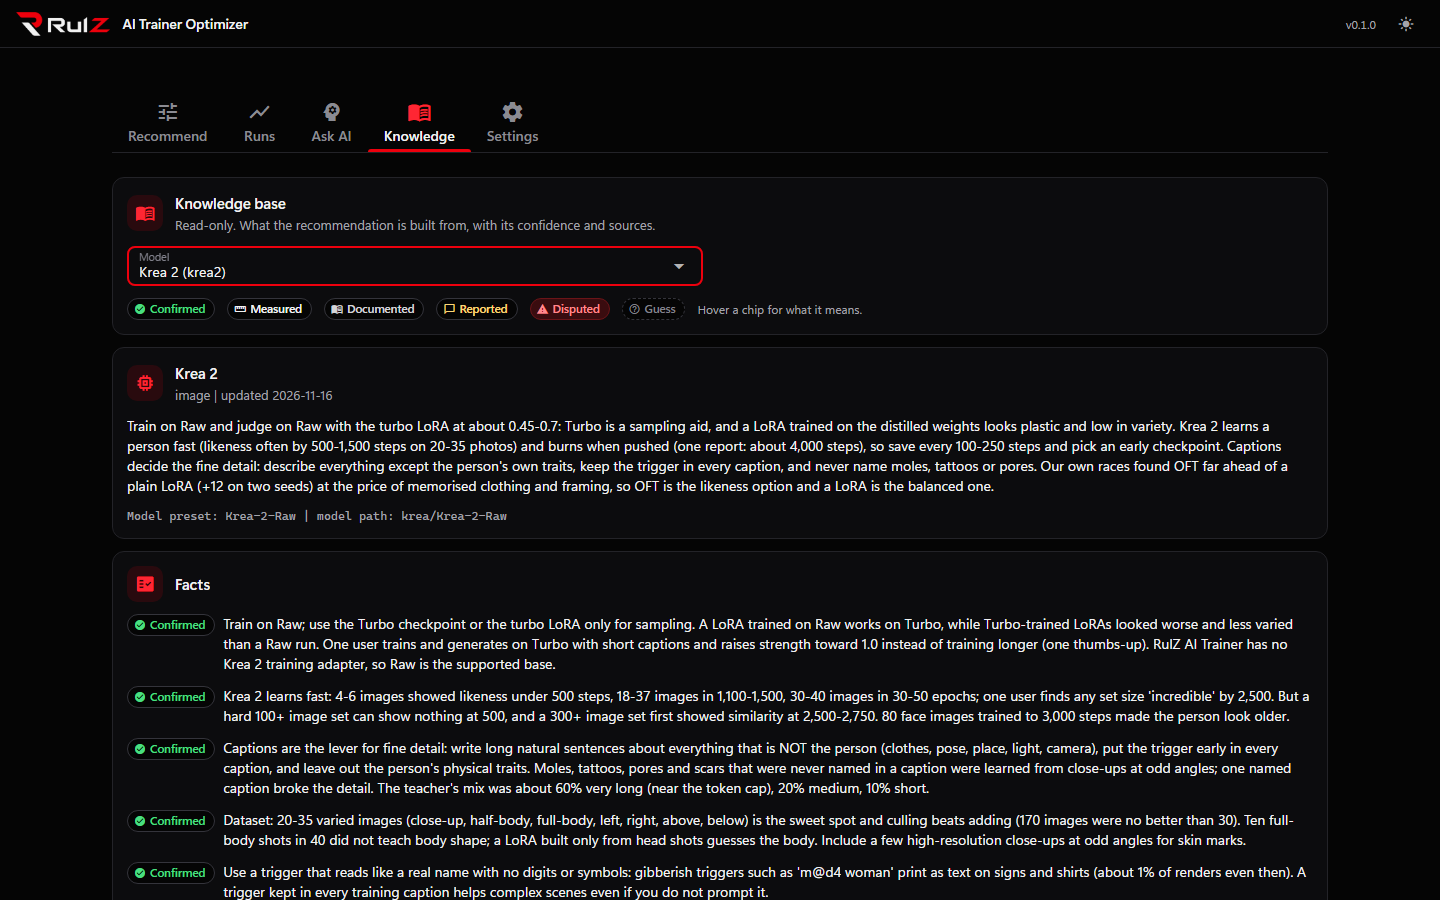 RulZ AI Trainer Optimizer v0.1.0
Recommend Runs Ask AI Knowledge Settings
Knowledge base
Read-only. What the recommendation is built from, with its confidence and sources.
Model
Krea 2 (krea2)
Confirmed Measured Documented Reported Disputed Guess Hover a chip for what it means.
Krea 2
image | updated 2026-11-16
Train on Raw and judge on Raw with the turbo LoRA at about 0.45-0.7: Turbo is a sampling aid, and a LoRA trained on the distilled weights looks plastic and low in variety. Krea 2 learns a
person fast (likeness often by 500-1,500 steps on 20-35 photos) and burns when pushed (one report: about 4,000 steps), so save every 100-250 steps and pick an early checkpoint. Captions
decide the fine detail: describe everything except the person's own traits, keep the trigger in every caption, and never name moles, tattoos or pores. Our own races found OFT far ahead of a
plain LoRA (+12 on two seeds) at the price of memorised clothing and framing, so OFT is the likeness option and a LoRA is the balanced one.
Model preset: Krea-2-Raw | model path: krea/Krea-2-Raw
Facts
Confirmed Train on Raw; use the Turbo checkpoint or the turbo LoRA only for sampling. A LoRA trained on Raw works on Turbo, while Turbo-trained LoRAs looked worse and less varied
than a Raw run. One user trains and generates on Turbo with short captions and raises strength toward 1.0 instead of training longer (one thumbs-up). RulZ AI Trainer has no
Krea 2 training adapter, so Raw is the supported base.
Confirmed Krea 2 learns fast: 4-6 images showed likeness under 500 steps, 18-37 images in 1,100-1,500, 30-40 images in 30-50 epochs; one user finds any set size 'incredible' by 2,500. But a
hard 100+ image set can show nothing at 500, and a 300+ image set first showed similarity at 2,500-2,750. 80 face images trained to 3,000 steps made the person look older.
Confirmed Captions are the lever for fine detail: write long natural sentences about everything that is NOT the person (clothes, pose, place, light, camera), put the trigger early in every
caption, and leave out the person's physical traits. Moles, tattoos, pores and scars that were never named in a caption were learned from close-ups at odd angles; one named
caption broke the detail. The teacher's mix was about 60% very long (near the token cap), 20% medium, 10% short.
Confirmed Dataset: 20-35 varied images (close-up, half-body, full-body, left, right, above, below) is the sweet spot and culling beats adding (170 images were no better than 30). Ten full-
body shots in 40 did not teach body shape; a LoRA built only from head shots guesses the body. Include a few high-resolution close-ups at odd angles for skin marks.
Confirmed Use a trigger that reads like a real name with no digits or symbols: gibberish triggers such as 'm@d4 woman' print as text on signs and shirts (about 1% of renders even then). A
trigger kept in every training caption helps complex scenes even if you do not prompt it.